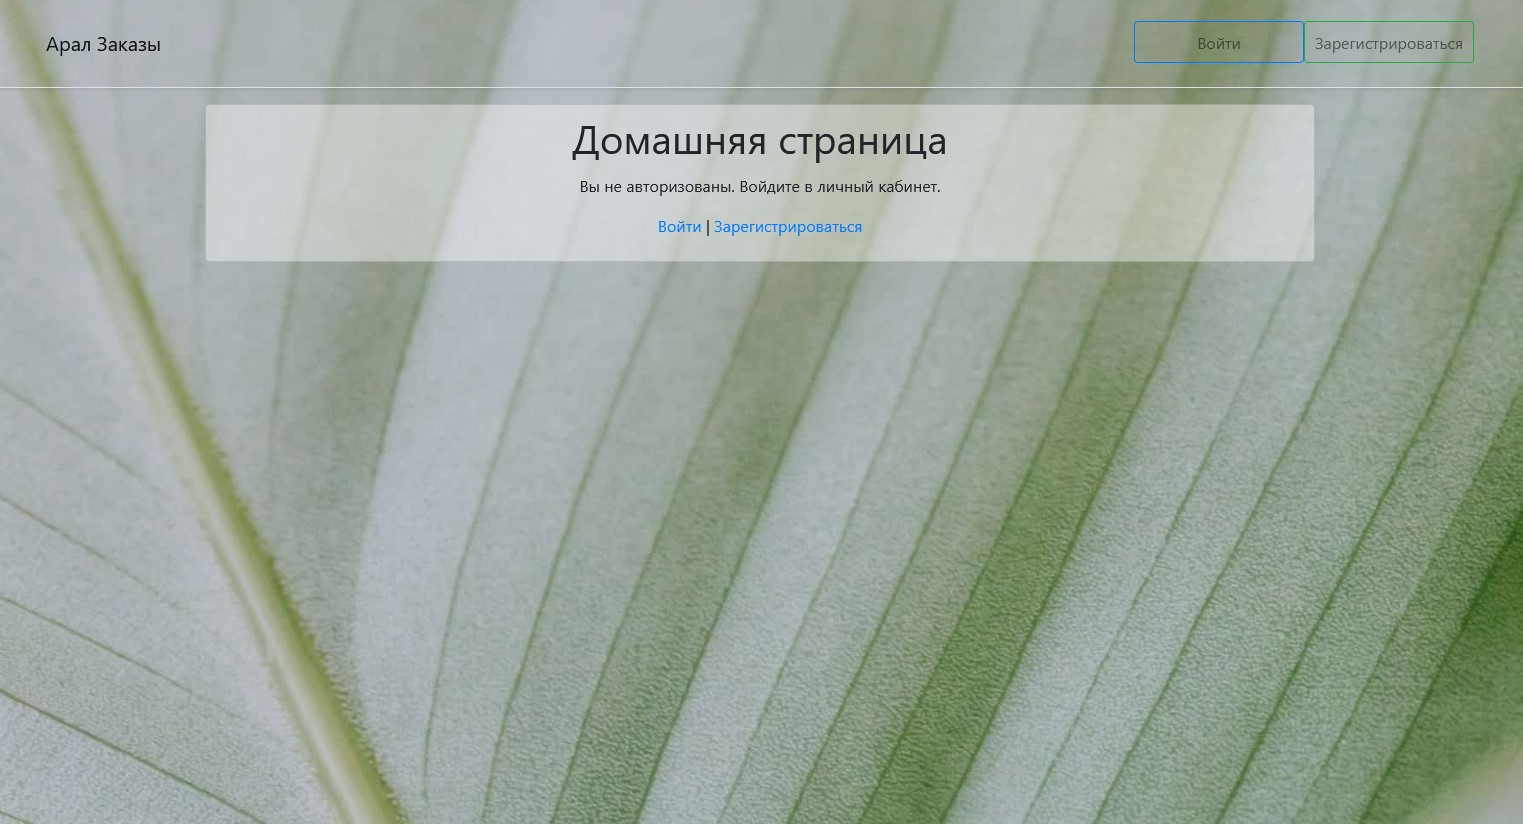 Арал Заказы
Войти
Зарегистрироваться
Домашняя страница
Вы не авторизованы. Войдите в личный кабинет.
Войти | Зарегистрироваться